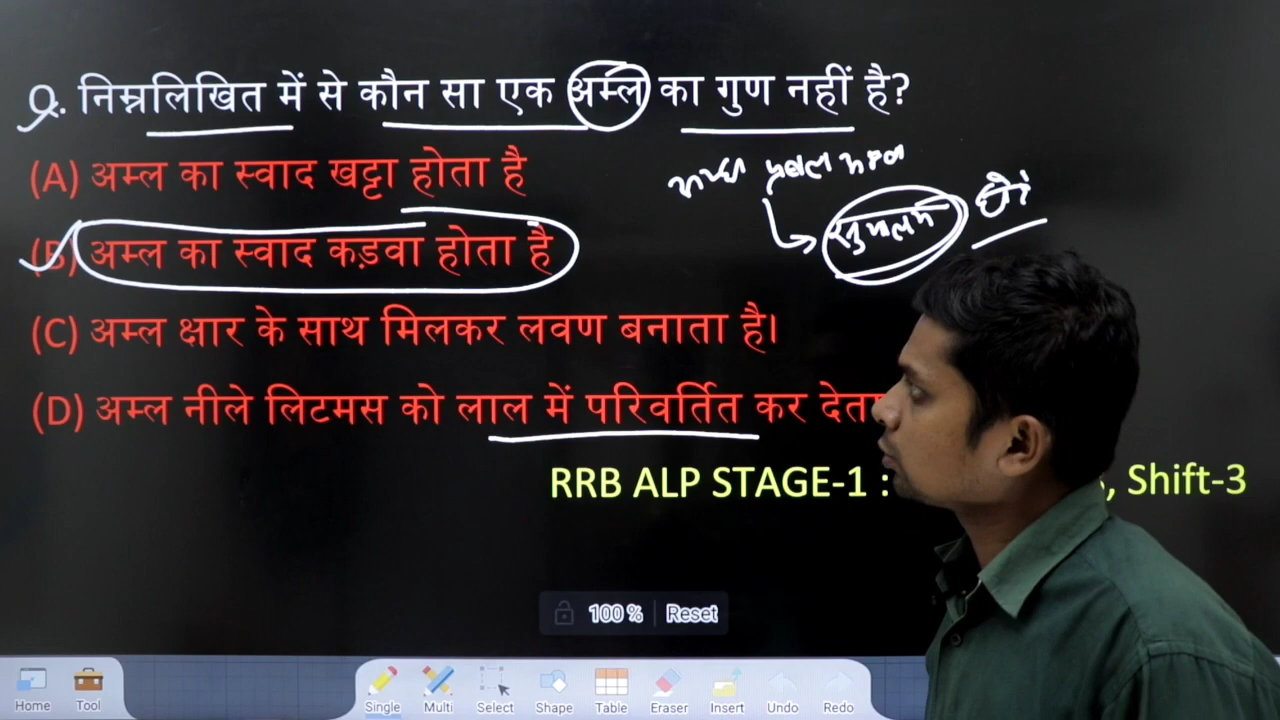 Q. निम्नलिखित में से कौन सा एक अम्ल का गुण नहीं है?
(A) अम्ल का स्वाद खट्टा होता है
(B) अम्ल का स्वाद कड़वा होता है
(C) अम्ल क्षार के साथ मिलकर लवण बनाता है।
(D) अम्ल नीले लिटमस को लाल में परिवर्तित कर देता
RRB ALP STAGE-1 : , Shift-3
100 % Reset
Home Tool Single Multi Select Shape Table Eraser Insert Undo Redo